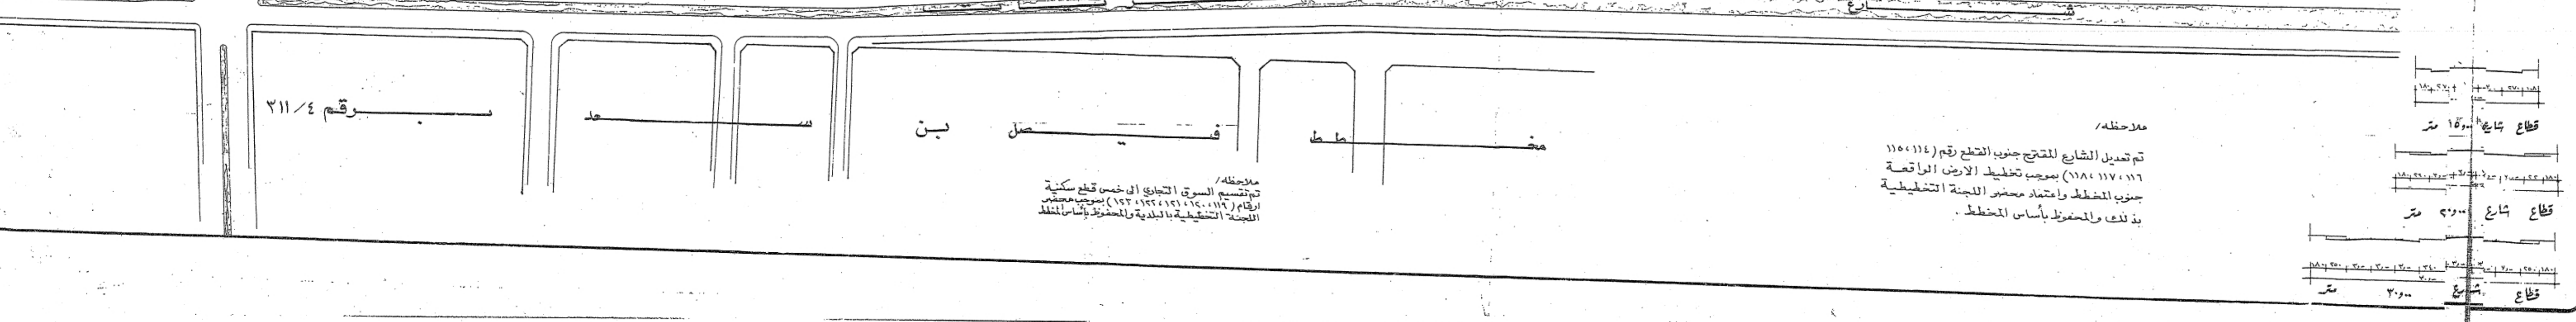 شارع
مخطط فيصل بن سعد برقم ٣١١/٤
ملاحظه/
تم تعديل الشارع المقترح جنوب القطع رقم (١١٤، ١١٥
١١٦، ١١٧، ١١٨) بموجب تخطيط الارض الواقعة
جنوب المخطط واعتماد محضر اللجنة التخطيطية
بذلك والمحفوظ بأساس المخطط .
ملاحظه/
تم تقسيم السوق التجاري الى خمس قطع سكنية
ارقام (١١٩، ١٢٠، ١٢١، ١٢٢، ١٢٣) بموجب محضر
اللجنة التخطيطية بالبلدية والمحفوظ بأساس المخطط
قطاع شارع ١٥٫٠٠ متر
قطاع شارع ٢٠٫٠٠ متر
قطاع شارع ٣٠٫٠٠ متر